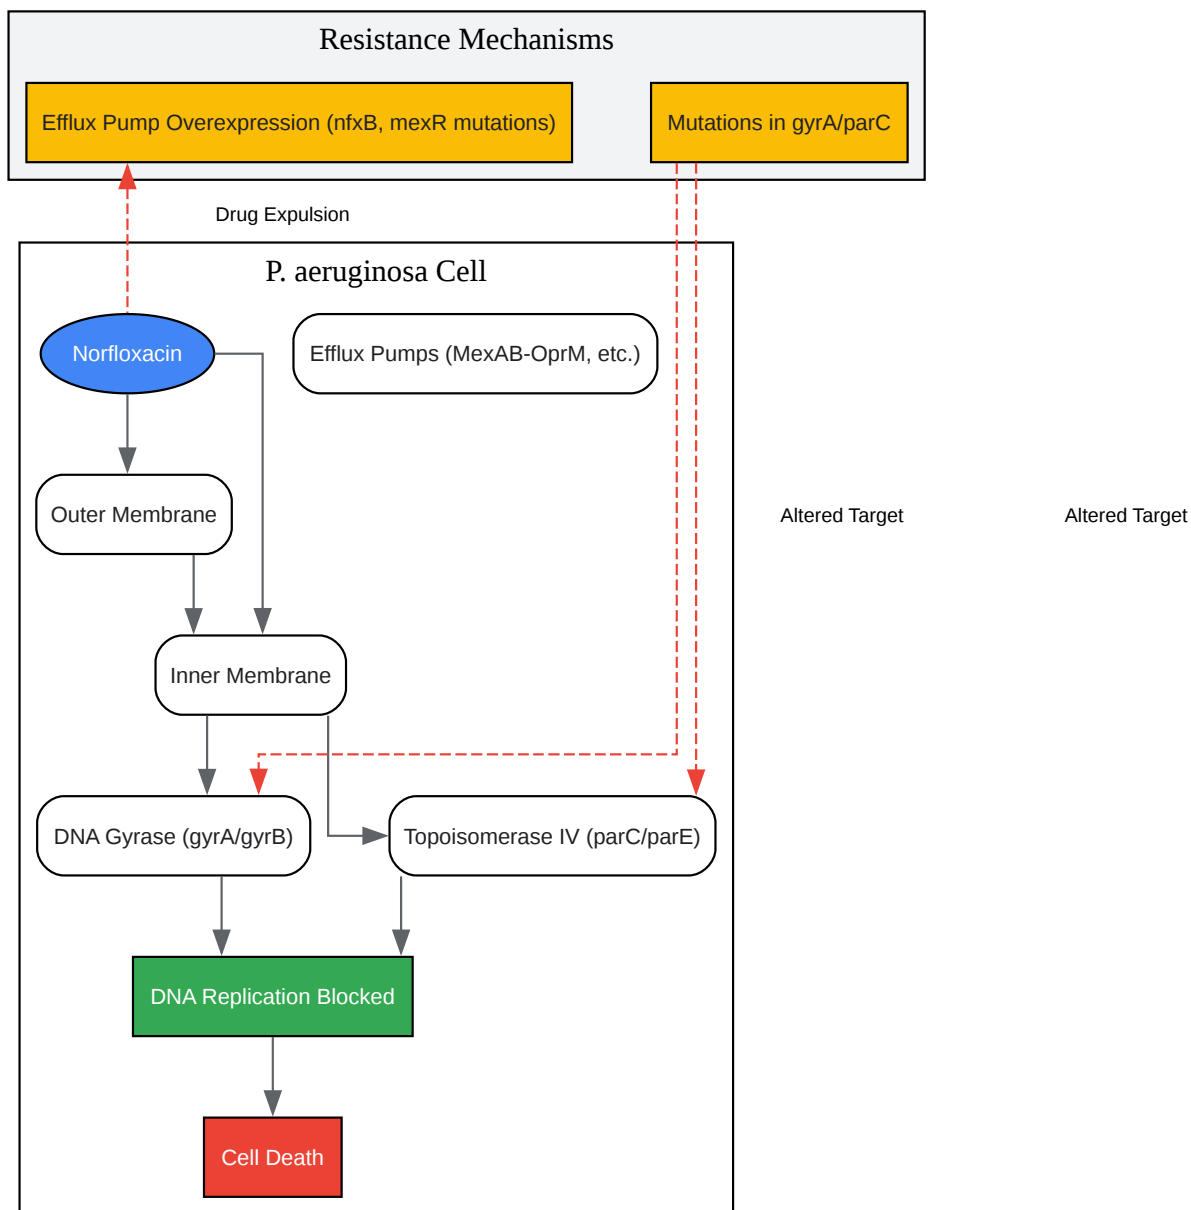 Resistance Mechanisms
Efflux Pump Overexpression (nfxB, mexR mutations)
Mutations in gyrA/parC
Drug Expulsion
P. aeruginosa Cell
Norfloxacin
Efflux Pumps (MexAB-OprM, etc.)
Outer Membrane
Altered Target
Altered Target
Inner Membrane
DNA Gyrase (gyrA/gyrB)
Topoisomerase IV (parC/parE)
DNA Replication Blocked
Cell Death